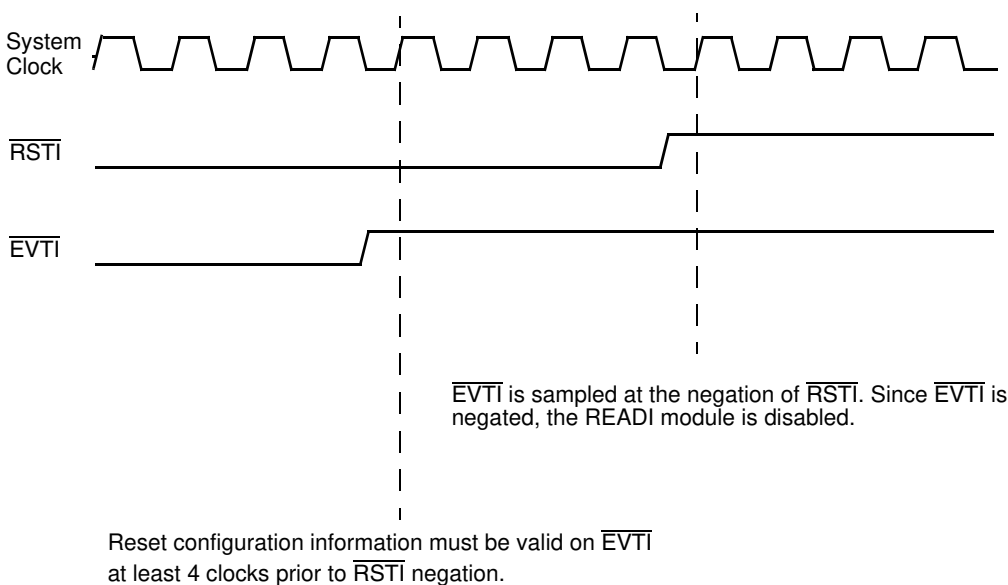 System
Clock
RSTI
EVTI
EVTI is sampled at the negation of RSTI. Since EVTI is
negated, the READI module is disabled.
Reset configuration information must be valid on EVTI
at least 4 clocks prior to RSTI negation.